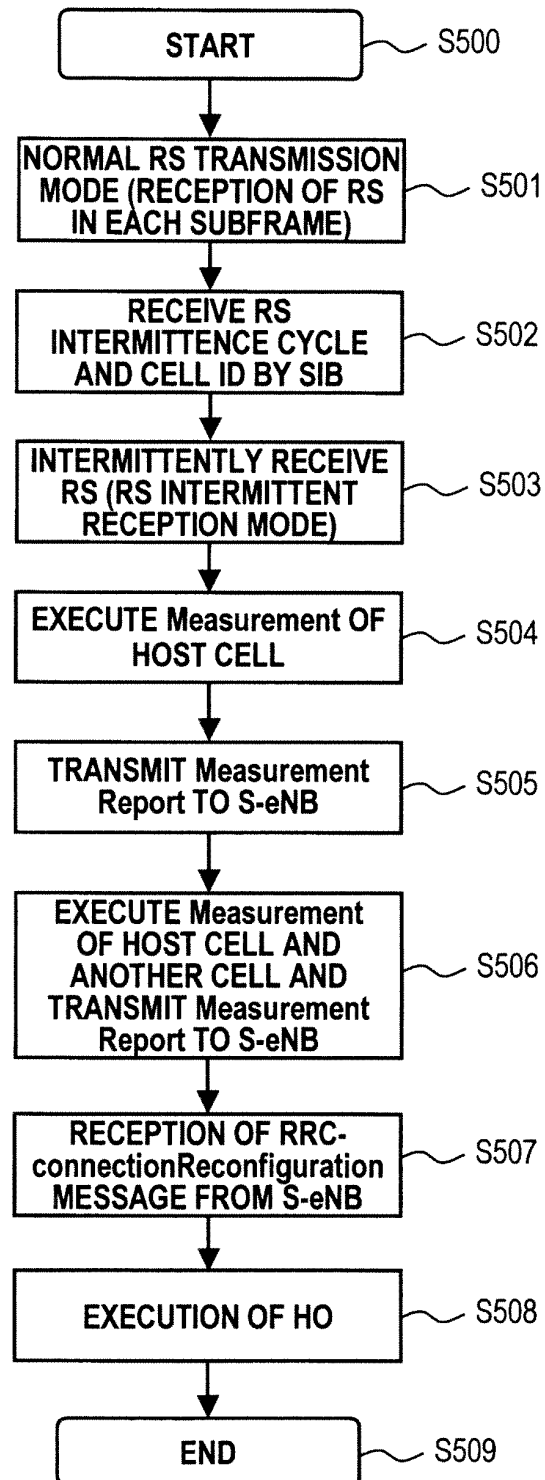 START
S500
NORMAL RS TRANSMISSION
MODE (RECEPTION OF RS
IN EACH SUBFRAME)
S501
RECEIVE RS
INTERMITTENCE CYCLE
AND CELL ID BY SIB
S502
INTERMITTENTLY RECEIVE
RS (RS INTERMITTENT
RECEPTION MODE)
S503
EXECUTE Measurement OF
HOST CELL
S504
TRANSMIT Measurement
Report TO S-eNB
S505
EXECUTE Measurement
OF HOST CELL AND
ANOTHER CELL AND
TRANSMIT Measurement
Report TO S-eNB
S506
RECEPTION OF RRC-
connectionReconfiguration
MESSAGE FROM S-eNB
S507
EXECUTION OF HO
S508
END
S509